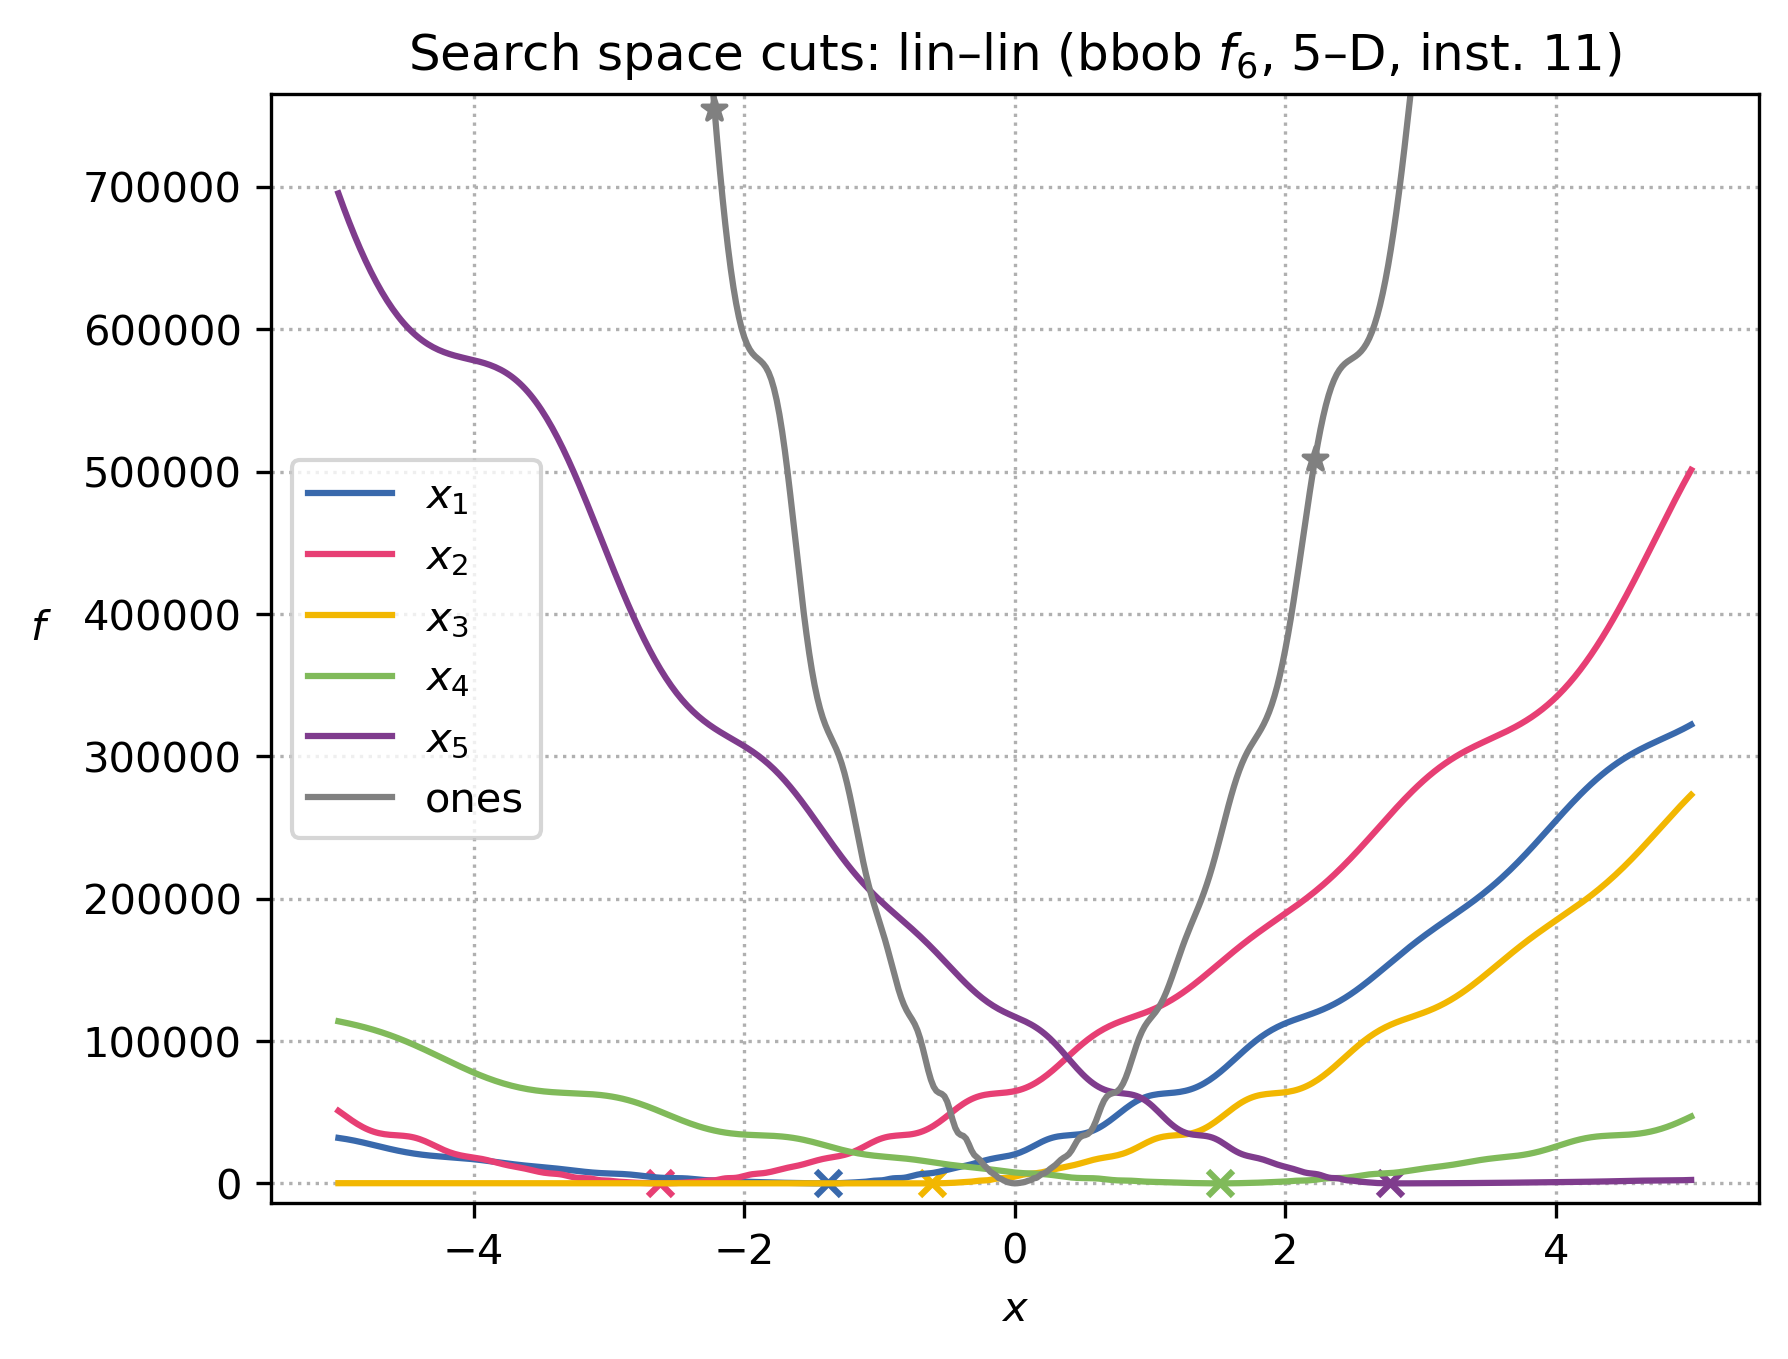 Search space cuts: lin–lin (bbob f₆, 5–D, inst. 11)
700000
600000
500000
400000
300000
200000
100000
0
f
x₁
x₂
x₃
x₄
x₅
ones
−4 −2 0 2 4
x